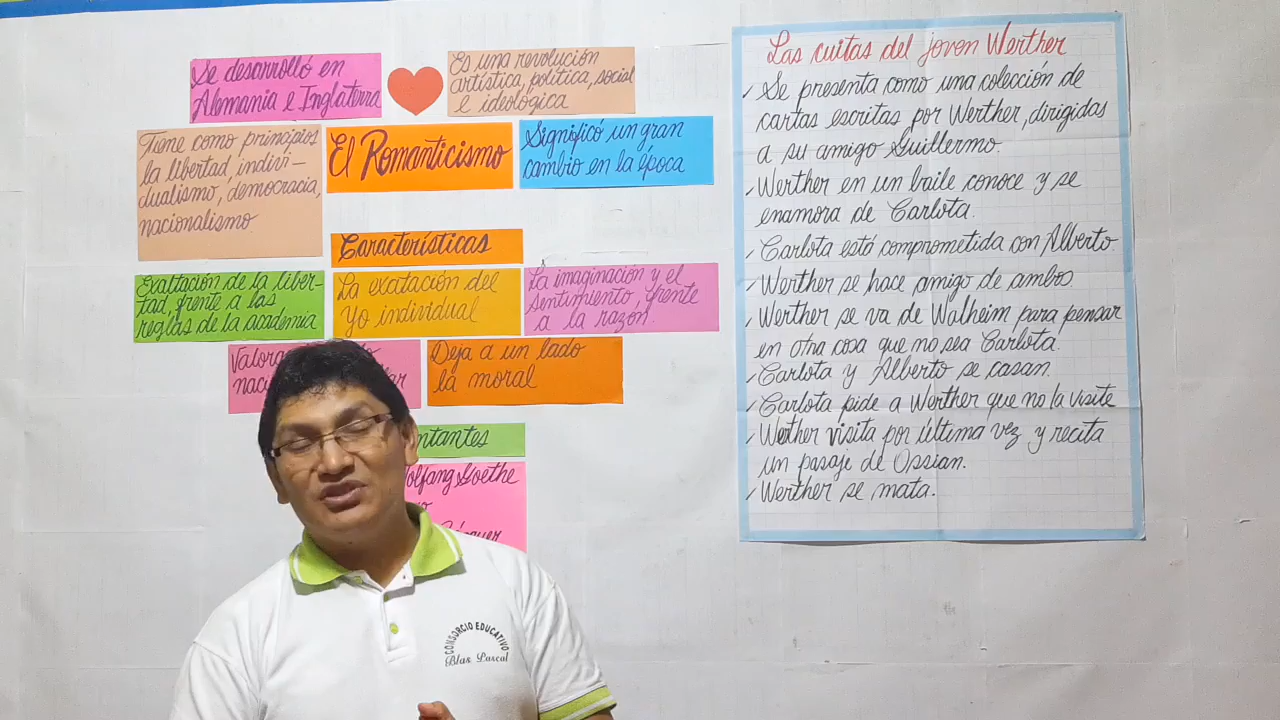 Se desarrolló en
Alemania e Inglaterra
Es una revolución
artística, política, social
e ideológica
Tiene como principios
la libertad, indivi-
dualismo, democracia,
nacionalismo.
El Romanticismo
Significó un gran
cambio en la época
Características
Exaltación de la liber-
tad, frente a las
reglas de la academia
La exatación del
yo individual
La imaginación y el
sentimiento, frente
a la razón.
Deja a un lado
la moral
Goethe
Las cuitas del joven Werther
✓ Se presenta como una colección de
cartas escritas por Werther, dirigidas
a su amigo Guillermo.
✓ Werther en un baile conoce y se
enamora de Carlota.
✓ Carlota está comprometida con Alberto.
✓ Werther se hace amigo de ambos
✓ Werther se va de Walheim para pensar
en otra cosa que no sea Carlota.
✓ Carlota y Alberto se casan.
✓ Carlota pide a Werther que no la visite
✓ Werther visita por última vez y recita
un pasaje de Ossian.
✓ Werther se mata.
CONSORCIO EDUCATIVO
Blas Pascal